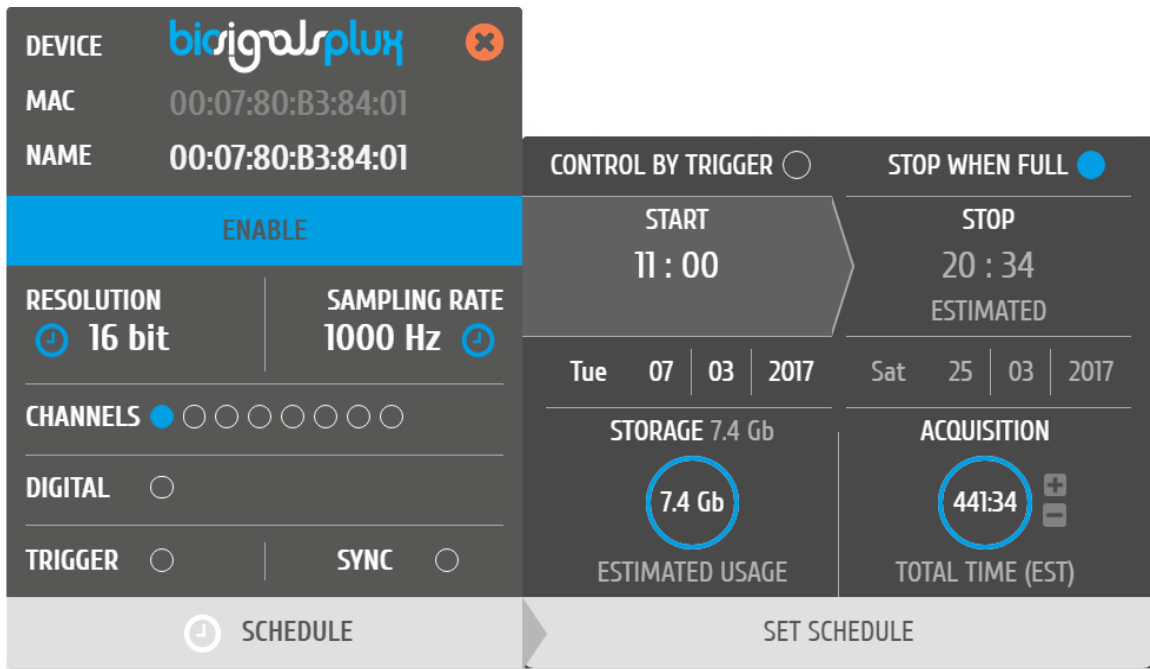 DEVICE biosignalsplux
MAC 00:07:80:B3:84:01
NAME 00:07:80:B3:84:01
ENABLE
RESOLUTION SAMPLING RATE
16 bit 1000 Hz
CHANNELS
DIGITAL
TRIGGER SYNC
SCHEDULE
CONTROL BY TRIGGER STOP WHEN FULL
START STOP
11 : 00 20 : 34
ESTIMATED
Tue 07 03 2017 Sat 25 03 2017
STORAGE 7.4 Gb ACQUISITION
7.4 Gb 441:34
ESTIMATED USAGE TOTAL TIME (EST)
SET SCHEDULE